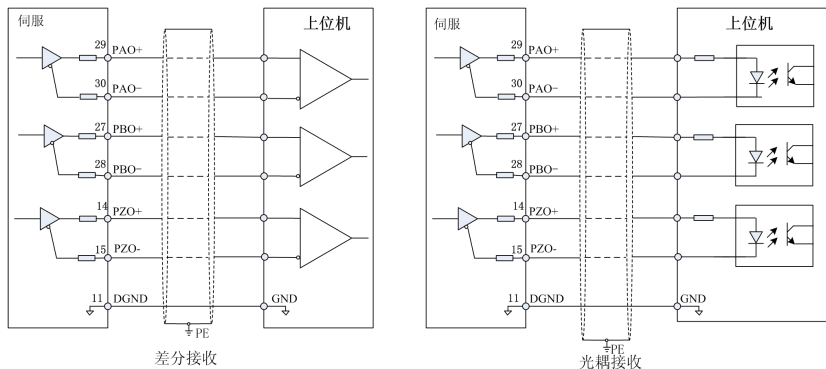 伺服
上位机
29 PAO+
30 PAO-
27 PBO+
28 PBO-
14 PZO+
15 PZO-
11 DGND
GND
PE
差分接收
伺服
上位机
29 PAO+
30 PAO-
27 PBO+
28 PBO-
14 PZO+
15 PZO-
11 DGND
GND
PE
光耦接收